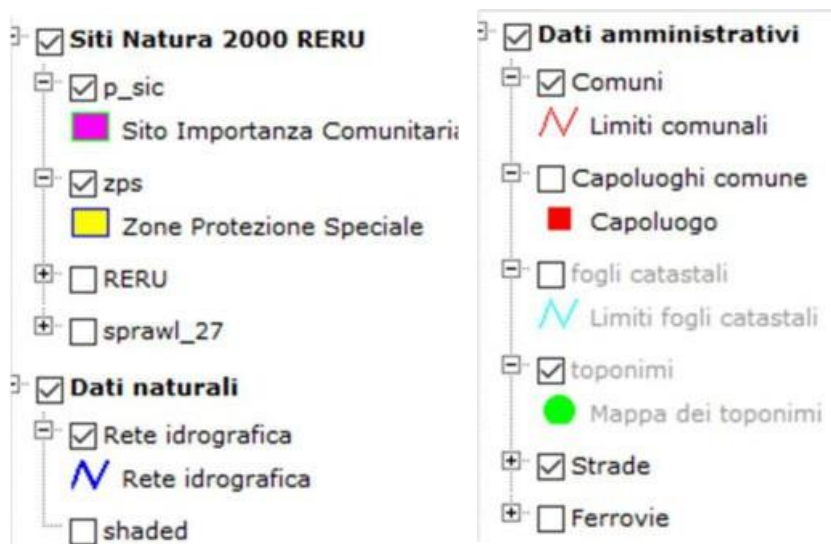 Siti Natura 2000 RERU
p_sic
Sito Importanza Comunitaria
zps
Zone Protezione Speciale
RERU
sprawl_27
Dati naturali
Rete idrografica
Rete idrografica
shaded
Dati amministrativi
Comuni
Limiti comunali
Capoluoghi comune
Capoluogo
fogli catastali
Limiti fogli catastali
toponimi
Mappa dei toponimi
Strade
Ferrovie